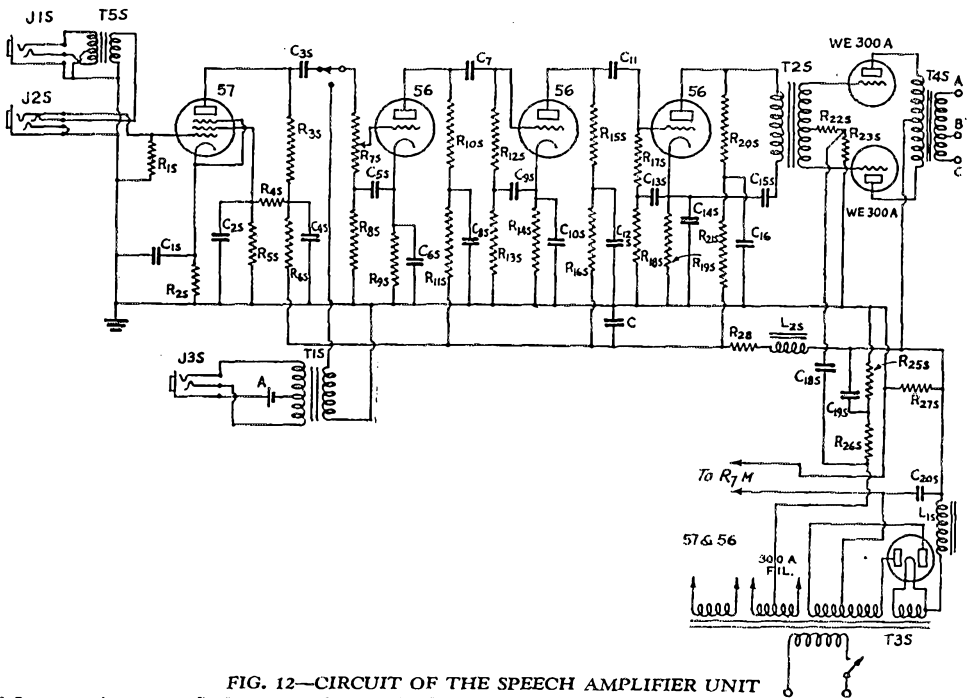 J1S T5S
J2S
57
C3S
56
C7
56
C11
56
WE 300 A
T2S
T4S
A
B
C
R22S
R23S
WE 300A
R1S
R3S
R7S
R10S
R12S
R15S
R17S
R20S
C5S
C9S
C13S
C15S
R4S
C2S
R5S
R6S
C4S
R8S
R9S
C6S
R11S
C8S
R13S
R14S
C10S
R16S
C12S
R18S
C14S
R19S
R21S
C16
C1S
R2S
C
R28
L2S
J3S
A
T1S
C18S
C19S
R25S
R27S
R26S
To R7 M
C20S
L1S
57 & 56
300 A
FIL.
T3S
FIG. 12—CIRCUIT OF THE SPEECH AMPLIFIER UNIT